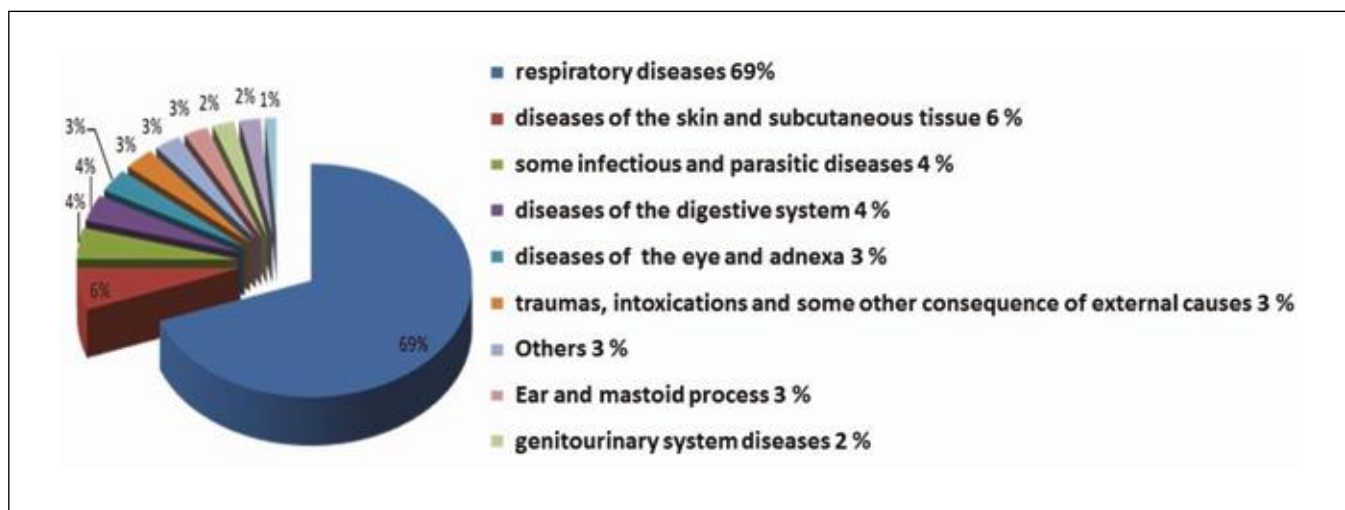 respiratory diseases 69%
diseases of the skin and subcutaneous tissue 6 %
some infectious and parasitic diseases 4 %
diseases of the digestive system 4 %
diseases of the eye and adnexa 3 %
traumas, intoxications and some other consequence of external causes 3 %
Others 3 %
Ear and mastoid process 3 %
genitourinary system diseases 2 %
69%
6%
4%
4%
3%
3%
3%
3%
2%
2%
1%